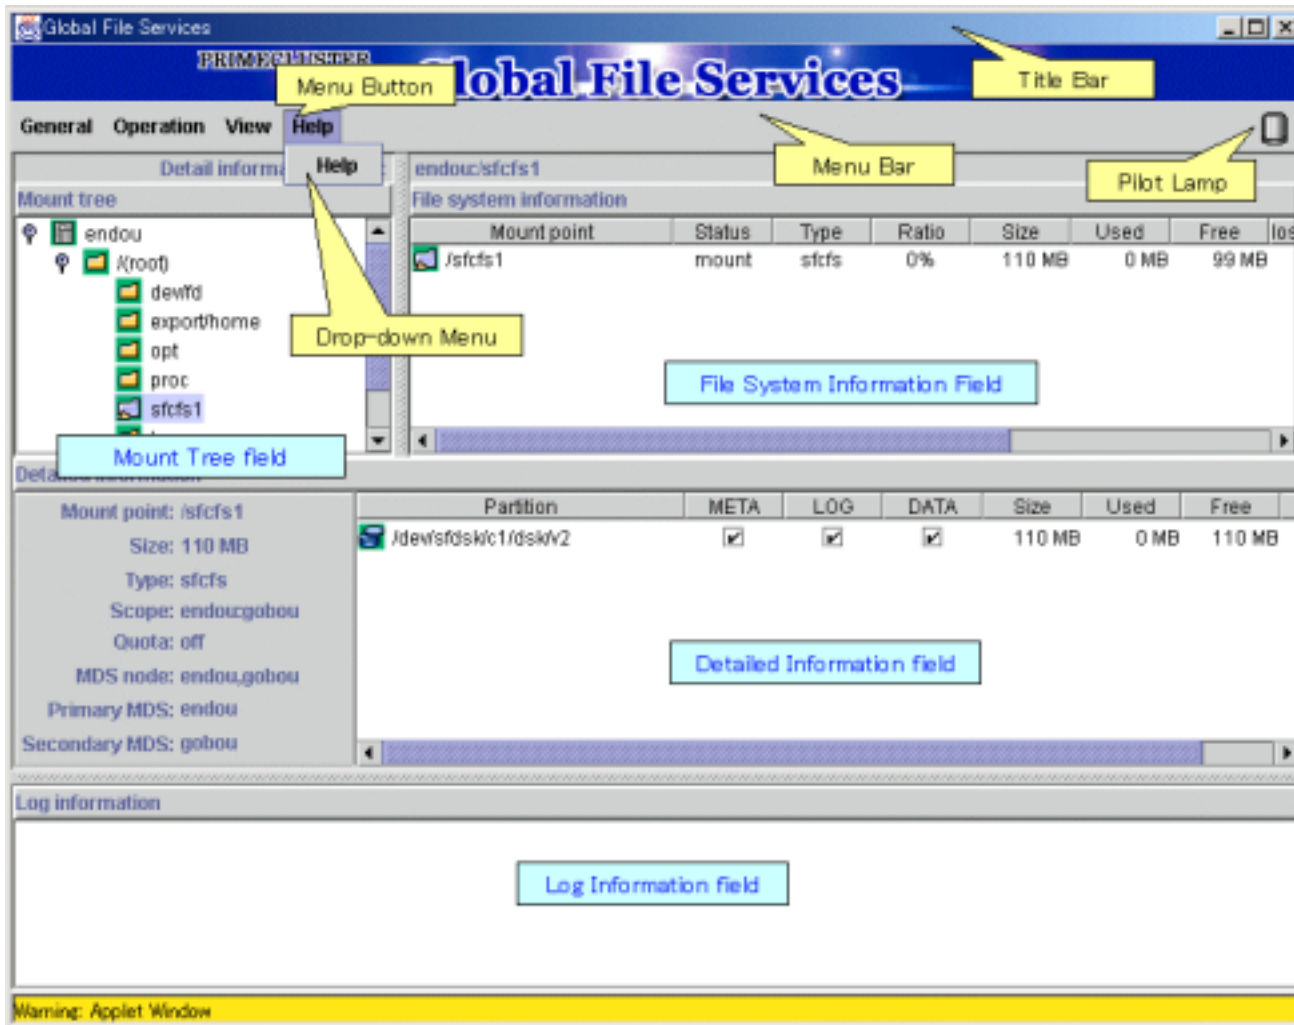 Global File Services
PRIMECLUSTER
Global File Services
Title Bar
Menu Button
General Operation View Help
Menu Bar
Pilot Lamp
Detail inform
Help
endou:/sfcfs1
Mount tree
File system information
Mount point Status Type Ratio Size Used Free
/sfcfs1 mount sfcfs 0% 110 MB 0 MB 99 MB
endou
/(root)
dev/fd
export/home
opt
proc
sfcfs1
Drop-down Menu
File System Information Field
Mount Tree field
Detailed information
Mount point: /sfcfs1
Size: 110 MB
Type: sfcfs
Scope: endou:gobou
Quota: off
MDS node: endou,gobou
Primary MDS: endou
Secondary MDS: gobou
Partition META LOG DATA Size Used Free
/dev/sfdsk/c1/dsk/v2 110 MB 0 MB 110 MB
Detailed Information field
Log information
Log Information field
Warning: Applet Window